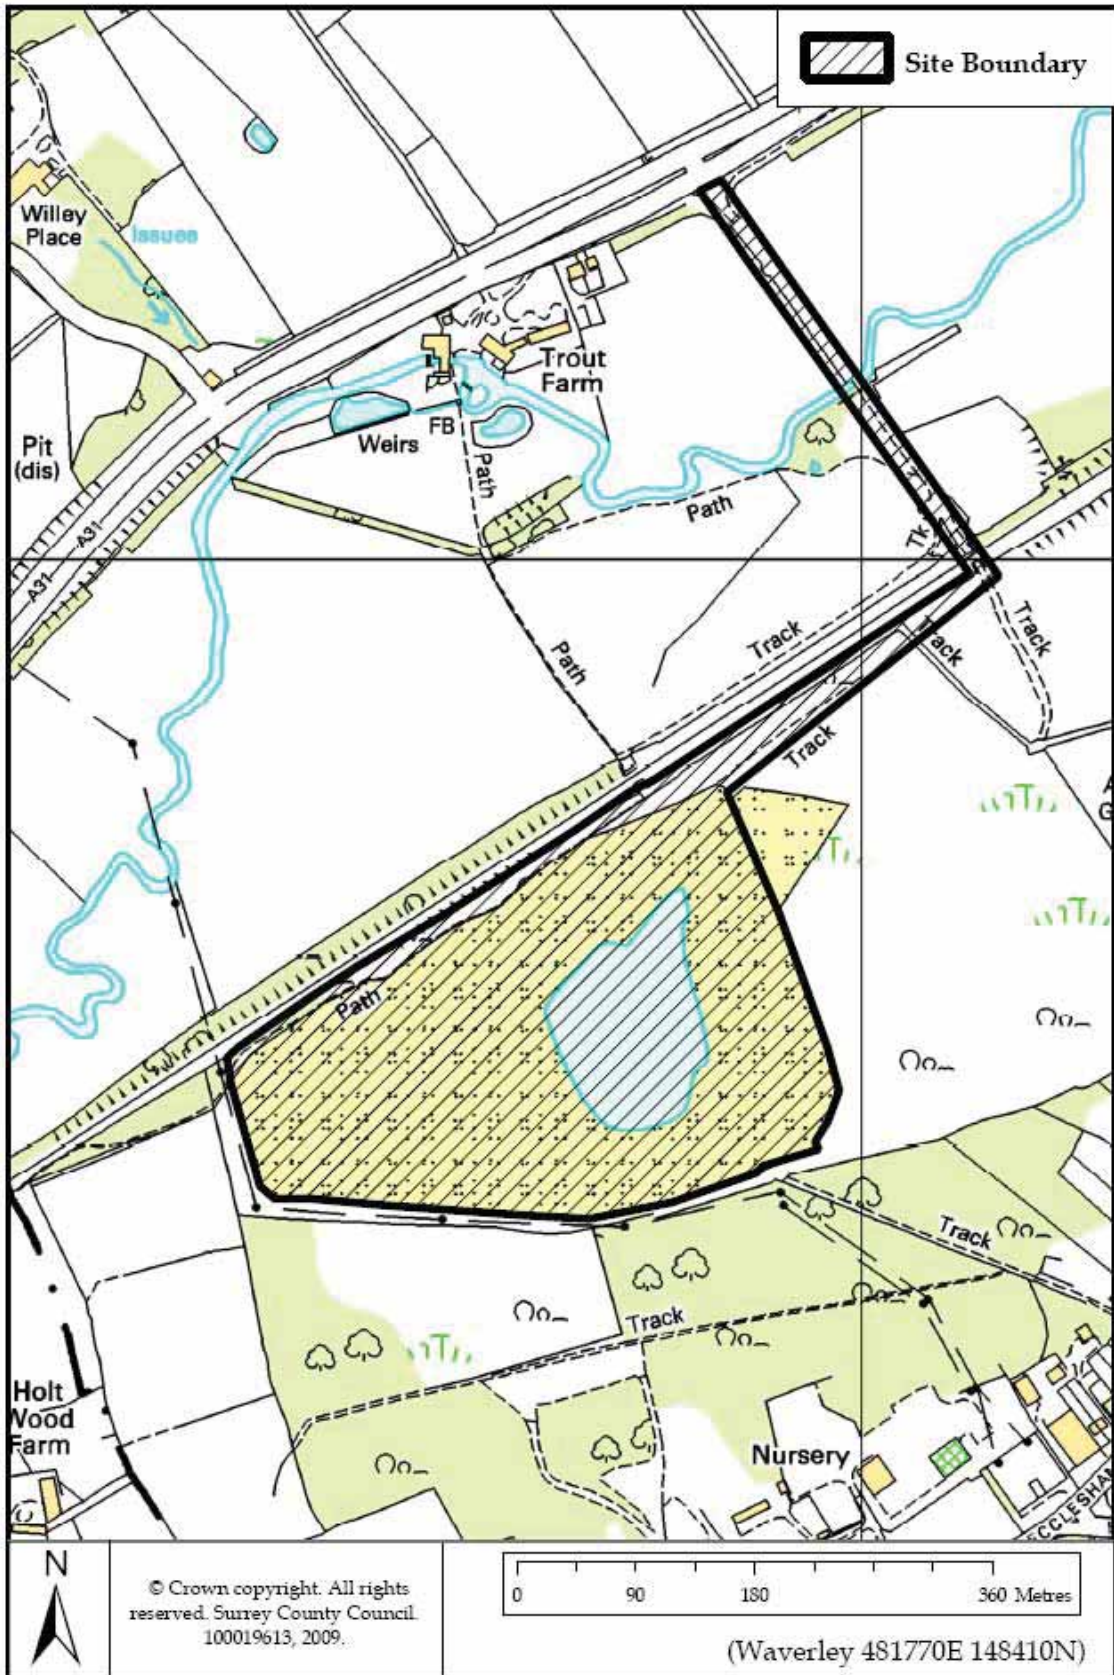 Site Boundary
Willey
Place
Issues
Trout
Farm
Pit
(dis)
Weirs
FB
Path
Path
A31
A31
Tk
Path
Track
Track
Track
Track
Path
Holt
Wood
Farm
Track
Track
Nursery
N
© Crown copyright. All rights
reserved. Surrey County Council.
100019613, 2009.
0 90 180 360 Metres
(Waverley 481770E 148410N)